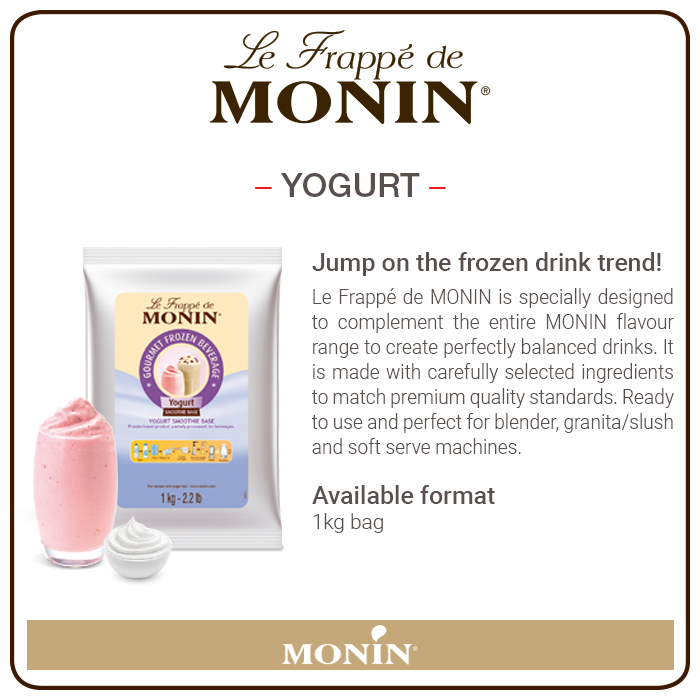 Le Frappé de
MONIN®
– YOGURT –
Jump on the frozen drink trend!
Le Frappé de MONIN is specially designed
to complement the entire MONIN flavour
range to create perfectly balanced drinks. It
is made with carefully selected ingredients
to match premium quality standards. Ready
to use and perfect for blender, granita/slush
and soft serve machines.
Available format
1kg bag
Le Frappé de
MONIN®
GOURMET FROZEN BEVERAGE
Yogurt
SMOOTHIE BASE
YOGURT SMOOTHIE BASE
1 kg - 2.2 lb
MONIN®